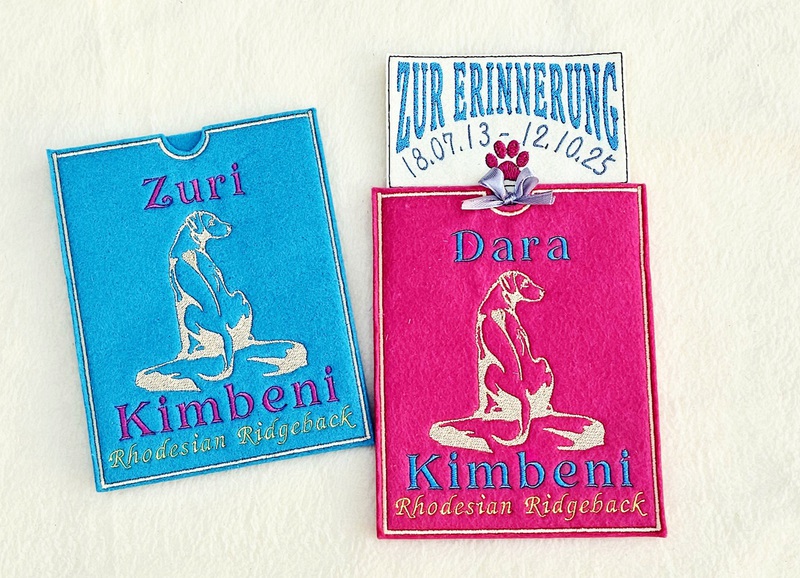 Zuri
Kimbeni
Rhodesian Ridgeback
ZUR ERINNERUNG
18.07.13 - 12.10.25
Dara
Kimbeni
Rhodesian Ridgeback